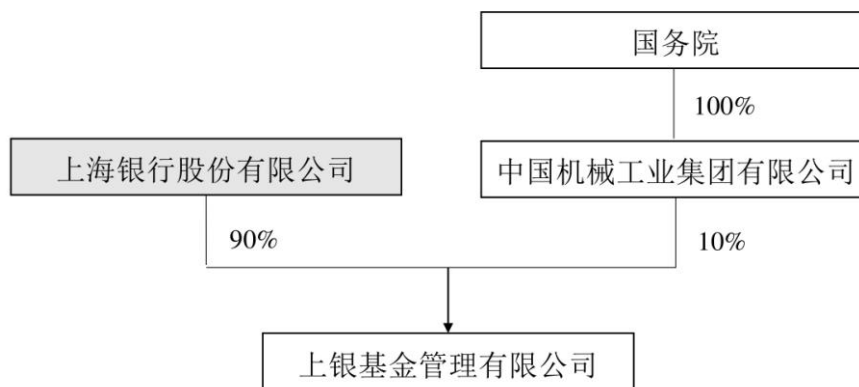 国务院
100%
上海银行股份有限公司
中国机械工业集团有限公司
90%
10%
上银基金管理有限公司